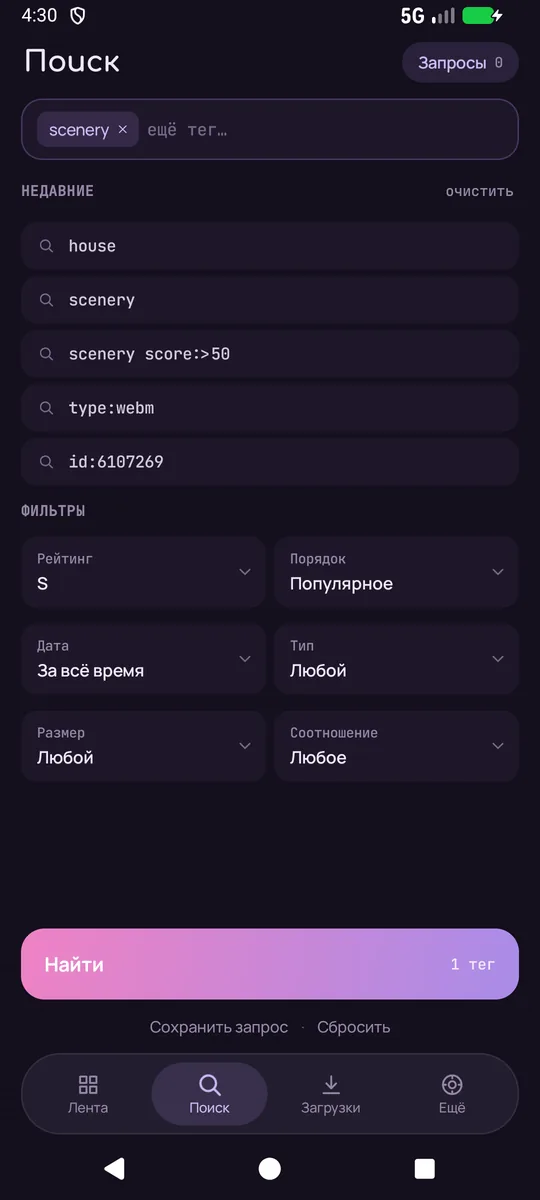 4:30 5G
Поиск
Запросы 0
scenery × ещё тег…
НЕДАВНИЕ очистить
house
scenery
scenery score:>50
type:webm
id:6107269
ФИЛЬТРЫ
Рейтинг
S
Порядок
Популярное
Дата
За всё время
Тип
Любой
Размер
Любой
Соотношение
Любое
Найти 1 тег
Сохранить запрос · Сбросить
Лента Поиск Загрузки Ещё